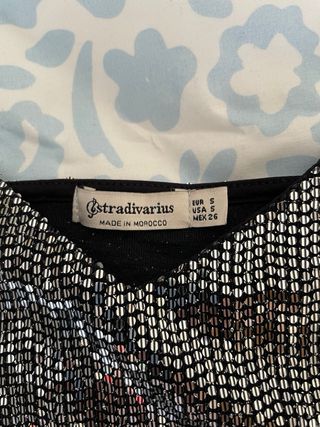 stradivarius
MADE IN MOROCCO
EUR S
USA S
MEX 26